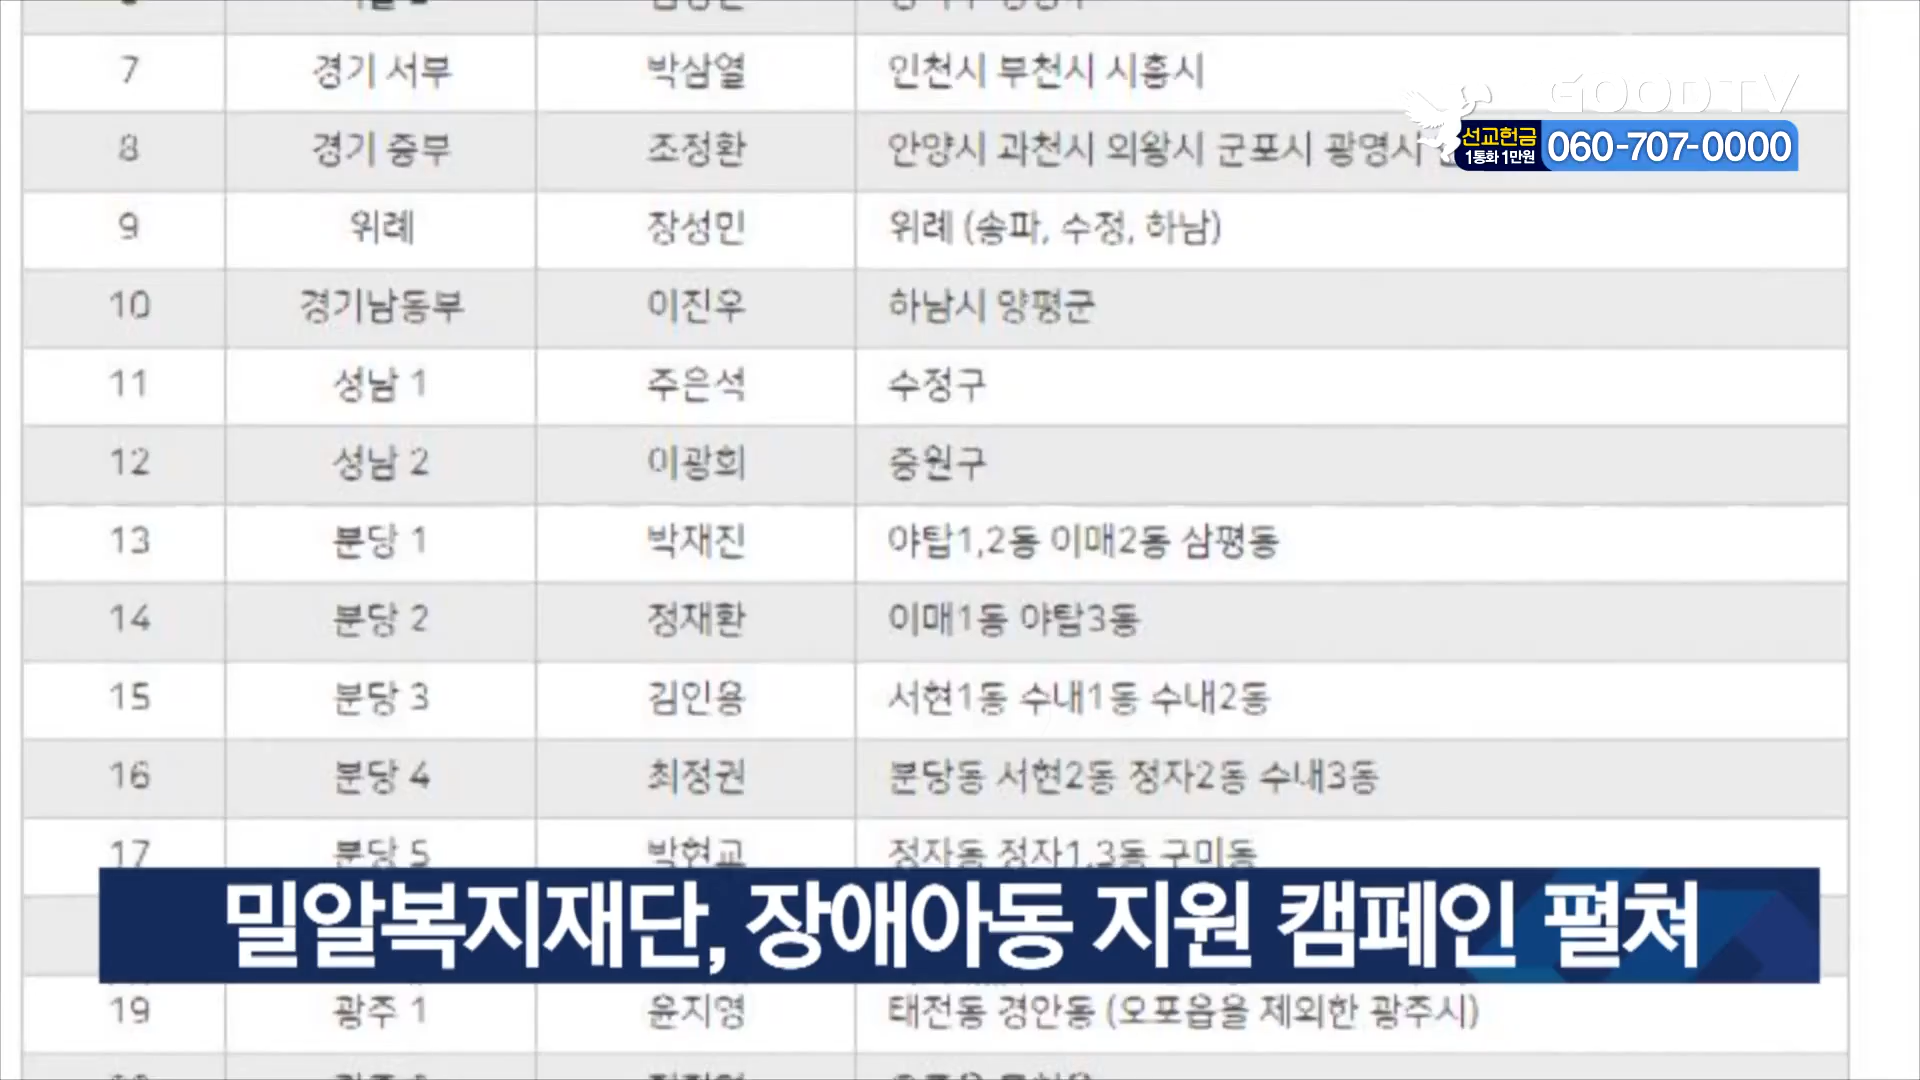 7 경기 서부 박삼열 인천시 부천시 시흥시
GOODTV
8 경기 중부 조정환 안양시 과천시 의왕시 군포시 광명시
선교헌금
1통화 1만원
060-707-0000
9 위례 장성민 위례 (송파, 수정, 하남)
10 경기남동부 이진우 하남시 양평군
11 성남 1 주은석 수정구
12 성남 2 이광희 중원구
13 분당 1 박재진 야탑1,2동 이매2동 삼평동
14 분당 2 정재환 이매1동 야탑3동
15 분당 3 김인용 서현1동 수내1동 수내2동
16 분당 4 최정권 분당동 서현2동 정자2동 수내3동
17 분당 5 박현교 정자동 정자1,3동 구미동
밀알복지재단, 장애아동 지원 캠페인 펼쳐
19 광주 1 윤지영 태전동 경안동 (오포읍을 제외한 광주시)